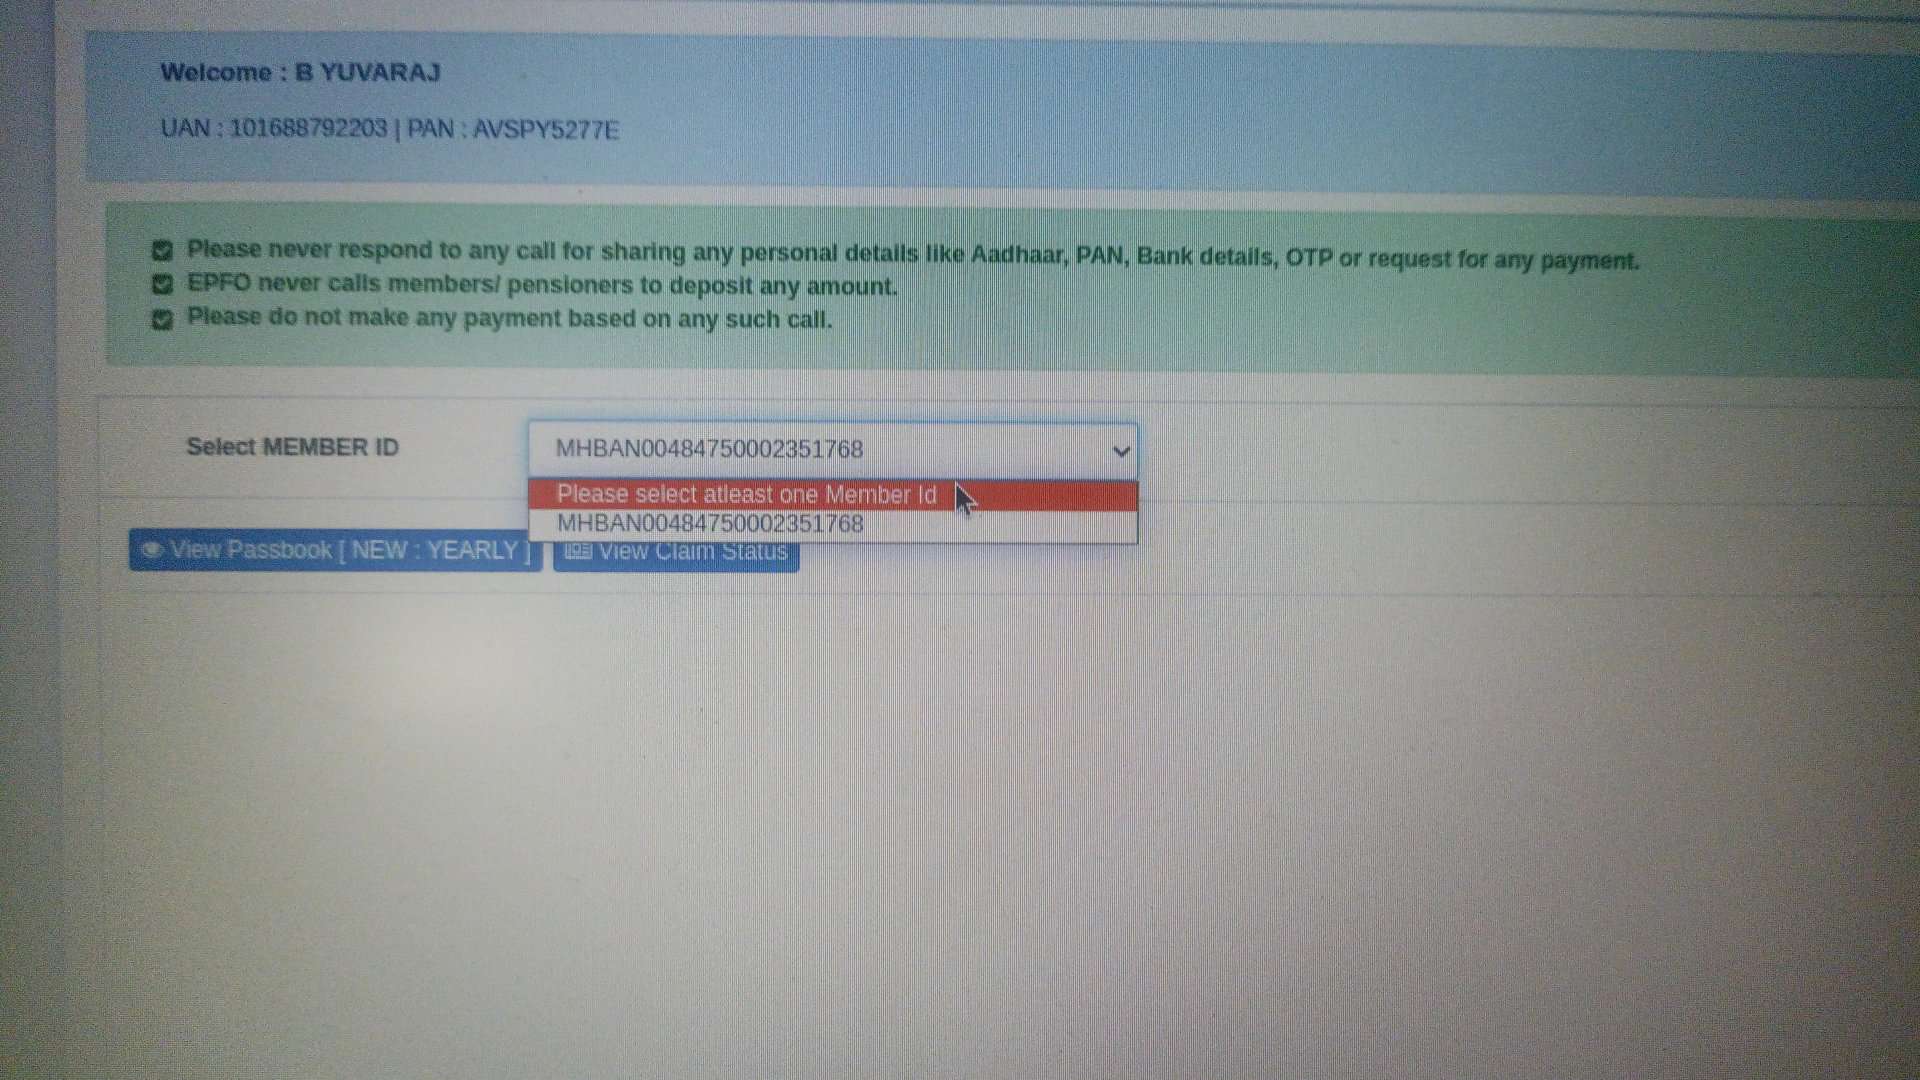 Welcome : B YUVARAJ
UAN : 101688792203 | PAN : AVSPY5277E
Please never respond to any call for sharing any personal details like Aadhaar, PAN, Bank details, OTP or request for any payment.
EPFO never calls members/ pensioners to deposit any amount.
Please do not make any payment based on any such call.
Select MEMBER ID
MHBAN00484750002351768
Please select atleast one Member Id
MHBAN00484750002351768
View Passbook [ NEW : YEARLY ]
View Claim Status